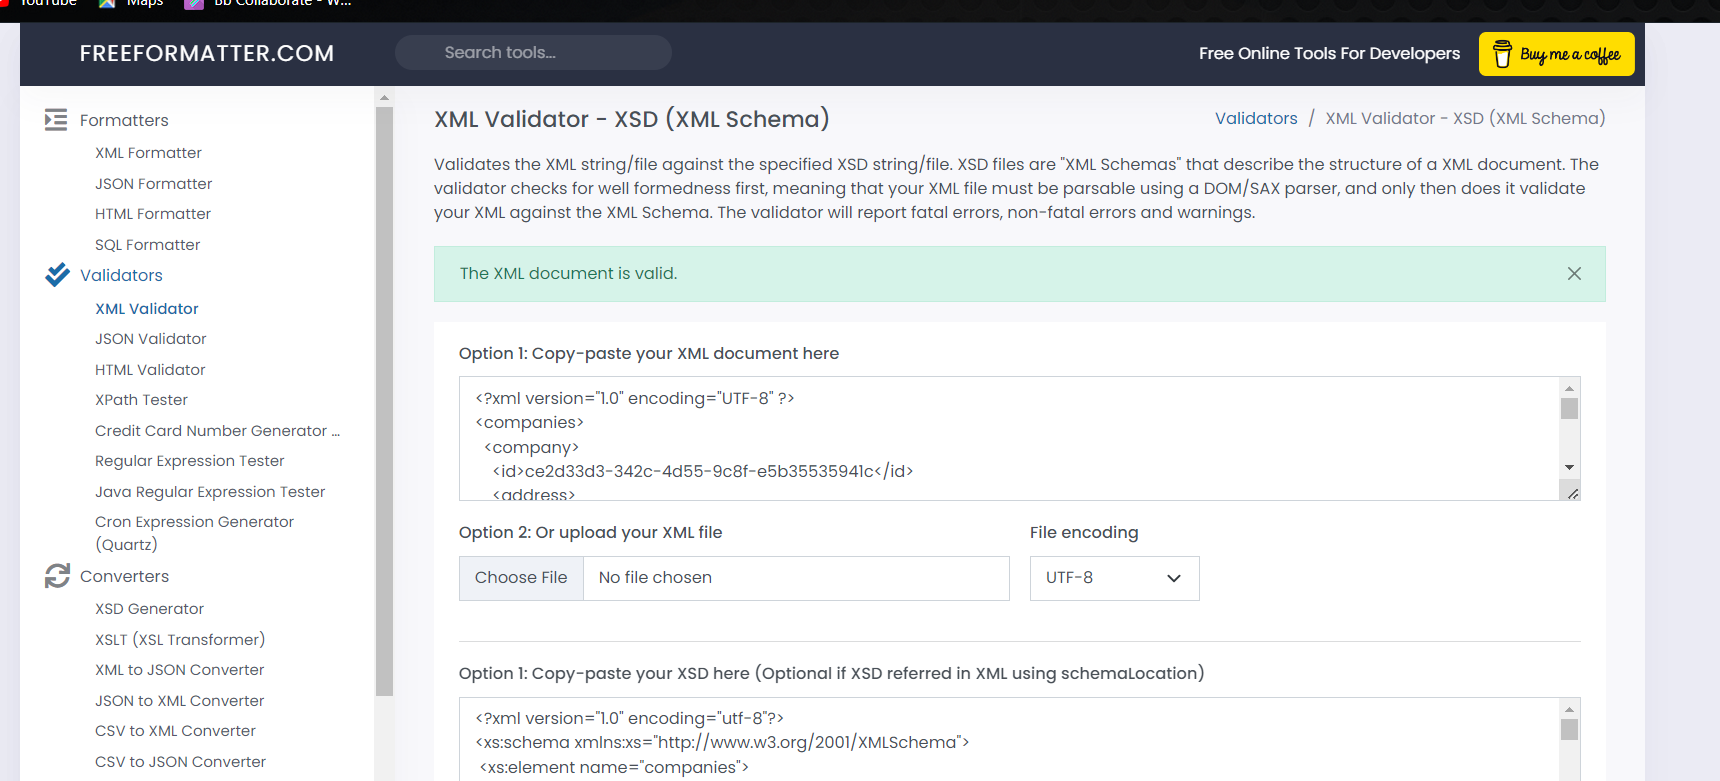 YouTube Maps Bb Collaborate - W...
FREEFORMATTER.COM
Search tools...
Free Online Tools For Developers
Buy me a coffee
Formatters
XML Formatter
JSON Formatter
HTML Formatter
SQL Formatter
Validators
XML Validator
JSON Validator
HTML Validator
XPath Tester
Credit Card Number Generator ...
Regular Expression Tester
Java Regular Expression Tester
Cron Expression Generator
(Quartz)
Converters
XSD Generator
XSLT (XSL Transformer)
XML to JSON Converter
JSON to XML Converter
CSV to XML Converter
CSV to JSON Converter
XML Validator - XSD (XML Schema)
Validators / XML Validator - XSD (XML Schema)
Validates the XML string/file against the specified XSD string/file. XSD files are "XML Schemas" that describe the structure of a XML document. The
validator checks for well formedness first, meaning that your XML file must be parsable using a DOM/SAX parser, and only then does it validate
your XML against the XML Schema. The validator will report fatal errors, non-fatal errors and warnings.
The XML document is valid.
Option 1: Copy-paste your XML document here
<?xml version="1.0" encoding="UTF-8" ?>
<companies>
<company>
<id>ce2d33d3-342c-4d55-9c8f-e5b35535941c</id>
<address>
Option 2: Or upload your XML file
File encoding
Choose File No file chosen
UTF-8
Option 1: Copy-paste your XSD here (Optional if XSD referred in XML using schemaLocation)
<?xml version="1.0" encoding="utf-8"?>
<xs:schema xmlns:xs="http://www.w3.org/2001/XMLSchema">
<xs:element name="companies">